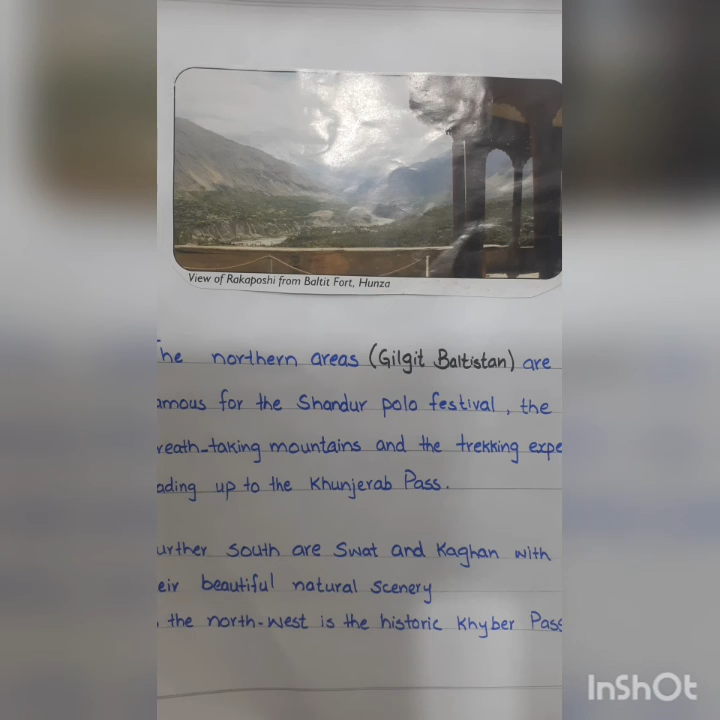 View of Rakaposhi from Baltit Fort, Hunza
The northern areas (Gilgit Baltistan) are
amous for the Shandur polo festival, the
reath-taking mountains and the trekking expe
ading up to the Khunjerab Pass.
urther south are Swat and Kaghan with
eir beautiful natural scenery
the north-west is the historic Khyber Pass
InShOt